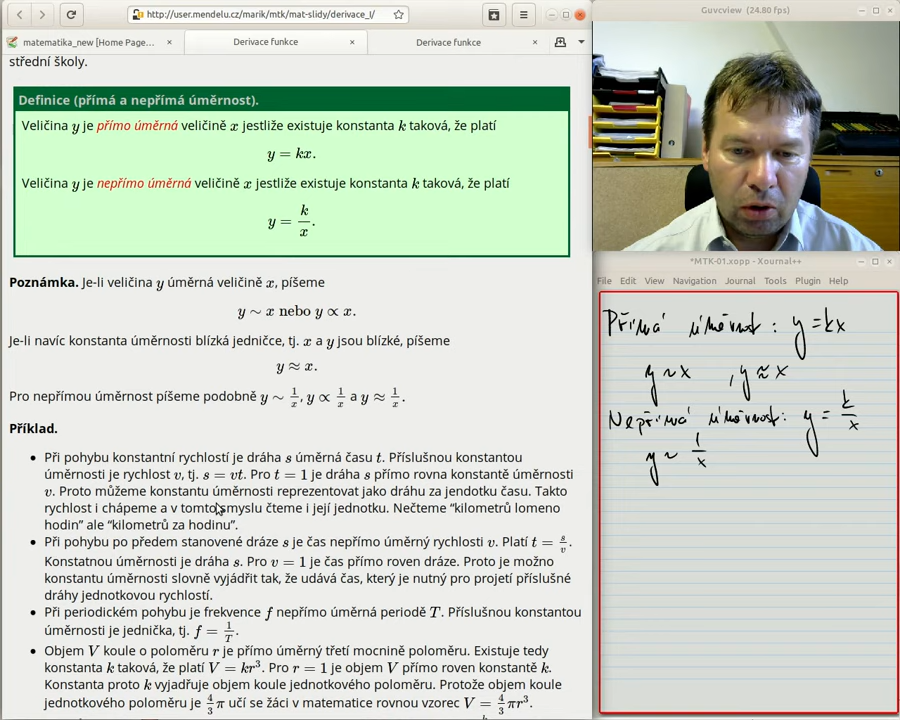 http://user.mendelu.cz/marik/mtk/mat-slidy/derivace_I/
matematika_new [Home Page...
Derivace funkce
Derivace funkce
střední školy.
Definice (přímá a nepřímá úměrnost).
Veličina y je přímo úměrná veličině x jestliže existuje konstanta k taková, že platí
y = kx.
Veličina y je nepřímo úměrná veličině x jestliže existuje konstanta k taková, že platí
y = k/x.
Poznámka. Je-li veličina y úměrná veličině x, píšeme
y ∼ x nebo y ∝ x.
Je-li navíc konstanta úměrnosti blízká jedničce, tj. x a y jsou blízké, píšeme
y ≈ x.
Pro nepřímou úměrnost píšeme podobně y ∼ 1/x, y ∝ 1/x a y ≈ 1/x.
Příklad.
• Při pohybu konstantní rychlostí je dráha s úměrná času t. Příslušnou konstantou
úměrnosti je rychlost v, tj. s = vt. Pro t = 1 je dráha s přímo rovna konstantě úměrnosti
v. Proto můžeme konstantu úměrnosti reprezentovat jako dráhu za jendotku času. Takto
rychlost i chápeme a v tomto smyslu čteme i její jednotku. Nečteme “kilometrů lomeno
hodin” ale “kilometrů za hodinu”.
• Při pohybu po předem stanovené dráze s je čas nepřímo úměrný rychlosti v. Platí t = s/v.
Konstatnou úměrnosti je dráha s. Pro v = 1 je čas přímo roven dráze. Proto je možno
konstantu úměrnosti slovně vyjádřit tak, že udává čas, který je nutný pro projetí příslušné
dráhy jednotkovou rychlostí.
• Při periodickém pohybu je frekvence f nepřímo úměrná periodě T. Příslušnou konstantou
úměrnosti je jednička, tj. f = 1/T.
• Objem V koule o poloměru r je přímo úměrný třetí mocnině poloměru. Existuje tedy
konstanta k taková, že platí V = kr³. Pro r = 1 je objem V přímo roven konstantě k.
Konstanta proto k vyjadřuje objem koule jednotkového poloměru. Protože objem koule
jednotkového poloměru je 4/3 π učí se žáci v matematice rovnou vzorec V = 4/3 πr³.
Guvcview (24.80 fps)
*MTK-01.xopp - Xournal++
File Edit View Navigation Journal Tools Plugin Help
Přímá úměrnost: y = kx
y ~ x , y ≈ x
Nepřímá úměrnost: y = k/x
y ~ 1/x